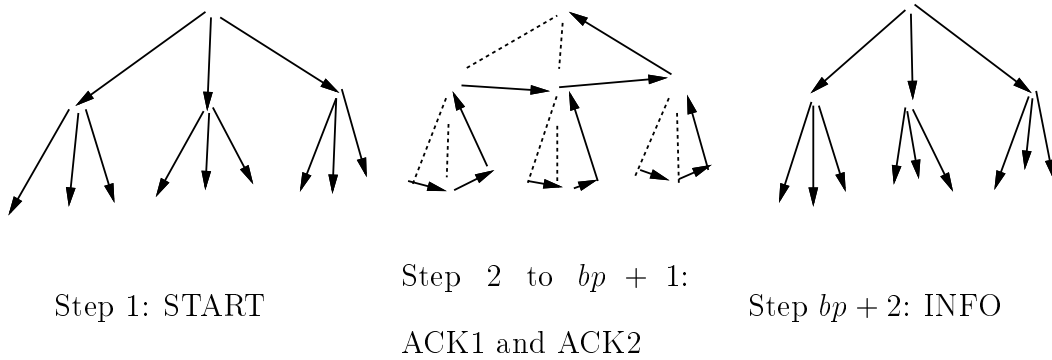 Step 1: START
Step 2 to bp + 1:
ACK1 and ACK2
Step bp + 2: INFO